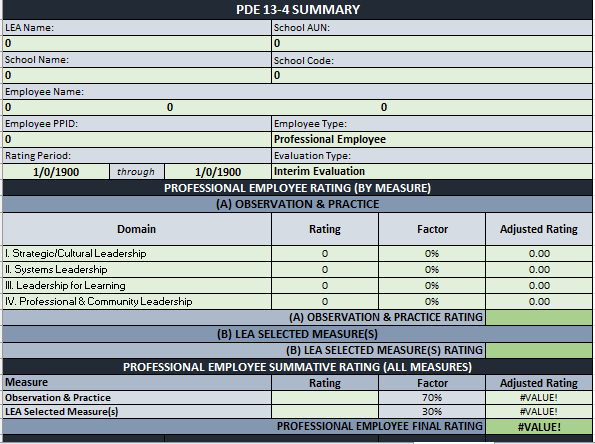 PDE 13-4 SUMMARY
LEA Name: School AUN:
0 0
School Name: School Code:
0 0
Employee Name:
0 0 0
Employee PPID: Employee Type:
0 Professional Employee
Rating Period: Evaluation Type:
1/0/1900 through 1/0/1900 Interim Evaluation
PROFESSIONAL EMPLOYEE RATING (BY MEASURE)
(A) OBSERVATION & PRACTICE
Domain Rating Factor Adjusted Rating
I. Strategic/Cultural Leadership 0 0% 0.00
II. Systems Leadership 0 0% 0.00
III. Leadership for Learning 0 0% 0.00
IV. Professional & Community Leadership 0 0% 0.00
(A) OBSERVATION & PRACTICE RATING
(B) LEA SELECTED MEASURE(S)
(B) LEA SELECTED MEASURE(S) RATING
PROFESSIONAL EMPLOYEE SUMMATIVE RATING (ALL MEASURES)
Measure Rating Factor Adjusted Rating
Observation & Practice 70% #VALUE!
LEA Selected Measure(s) 30% #VALUE!
PROFESSIONAL EMPLOYEE FINAL RATING #VALUE!